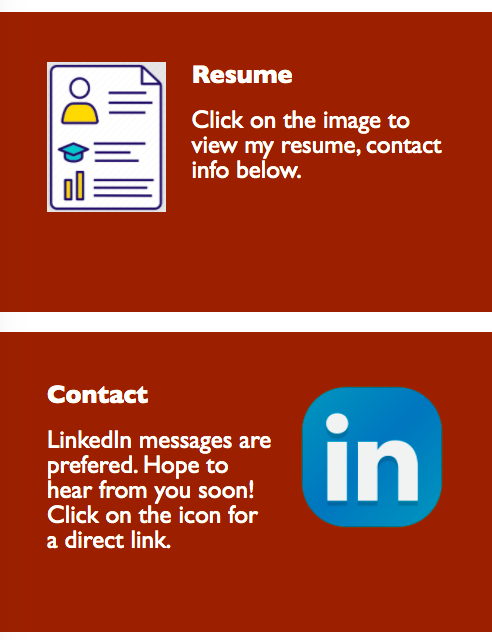 Resume
Click on the image to
view my resume, contact
info below.
Contact
LinkedIn messages are
prefered. Hope to
hear from you soon!
Click on the icon for
a direct link.
in